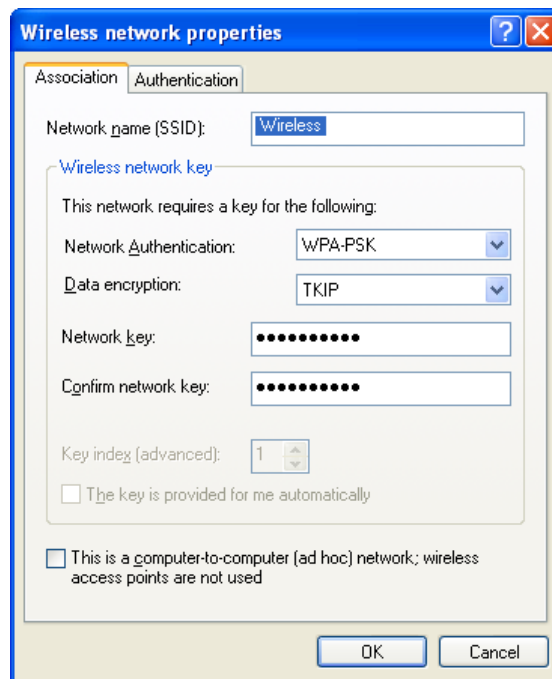 Wireless network properties
Association Authentication
Network name (SSID): Wireless
Wireless network key
This network requires a key for the following:
Network Authentication: WPA-PSK
Data encryption: TKIP
Network key: ●●●●●●●●●●
Confirm network key: ●●●●●●●●●●
Key index (advanced): 1
The key is provided for me automatically
This is a computer-to-computer (ad hoc) network; wireless
access points are not used
OK Cancel